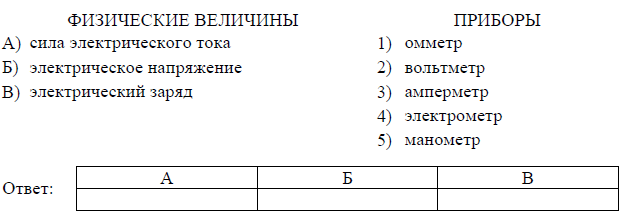 ФИЗИЧЕСКИЕ ВЕЛИЧИНЫ ПРИБОРЫ
А) сила электрического тока 1) омметр
Б) электрическое напряжение 2) вольтметр
В) электрический заряд 3) амперметр
4) электрометр
5) манометр
А Б В
Ответ: